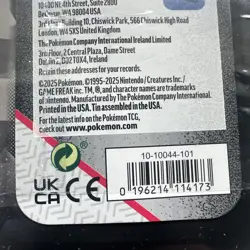 10400 NE 4th Street, Suite 2800
Bellevue, WA 98004 USA
Building 10, Chiswick Park, 566 Chiswick High Road
London, W4 5XS United Kingdom
The Pokémon Company International Ireland Limited
3rd Floor, 2 Central Plaza, Dame Street
Dublin 2, D02 T0X4, Ireland
Retain these addresses for your records.
©2025 Pokémon. ©1995-2025 Nintendo / Creatures Inc. /
GAME FREAK inc. TM, ®, and character names are trademarks
of Nintendo. Manufactured by The Pokémon Company International.
Printed in the USA. Tin assembled in the USA.
For the latest info on the Pokémon TCG,
check out www.pokemon.com
10-10044-101
UK
CA CE
0 196214 114173